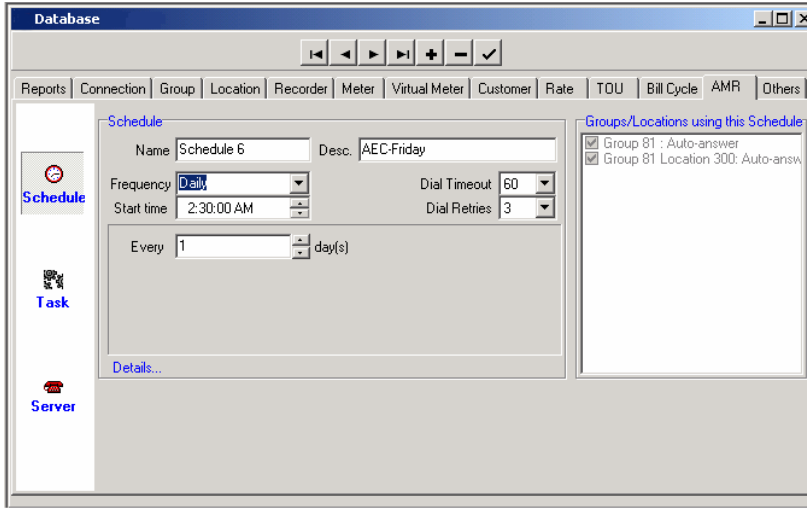 Database
Reports Connection Group Location Recorder Meter Virtual Meter Customer Rate TOU Bill Cycle AMR Others
Schedule
Name Schedule 6 Desc. AEC-Friday
Frequency Daily Dial Timeout 60
Start time 2:30:00 AM Dial Retries 3
Every 1 day(s)
Details...
Groups/Locations using this Schedule
Group 81 : Auto-answer
Group 81 Location 300: Auto-answ
Schedule
Task
Server